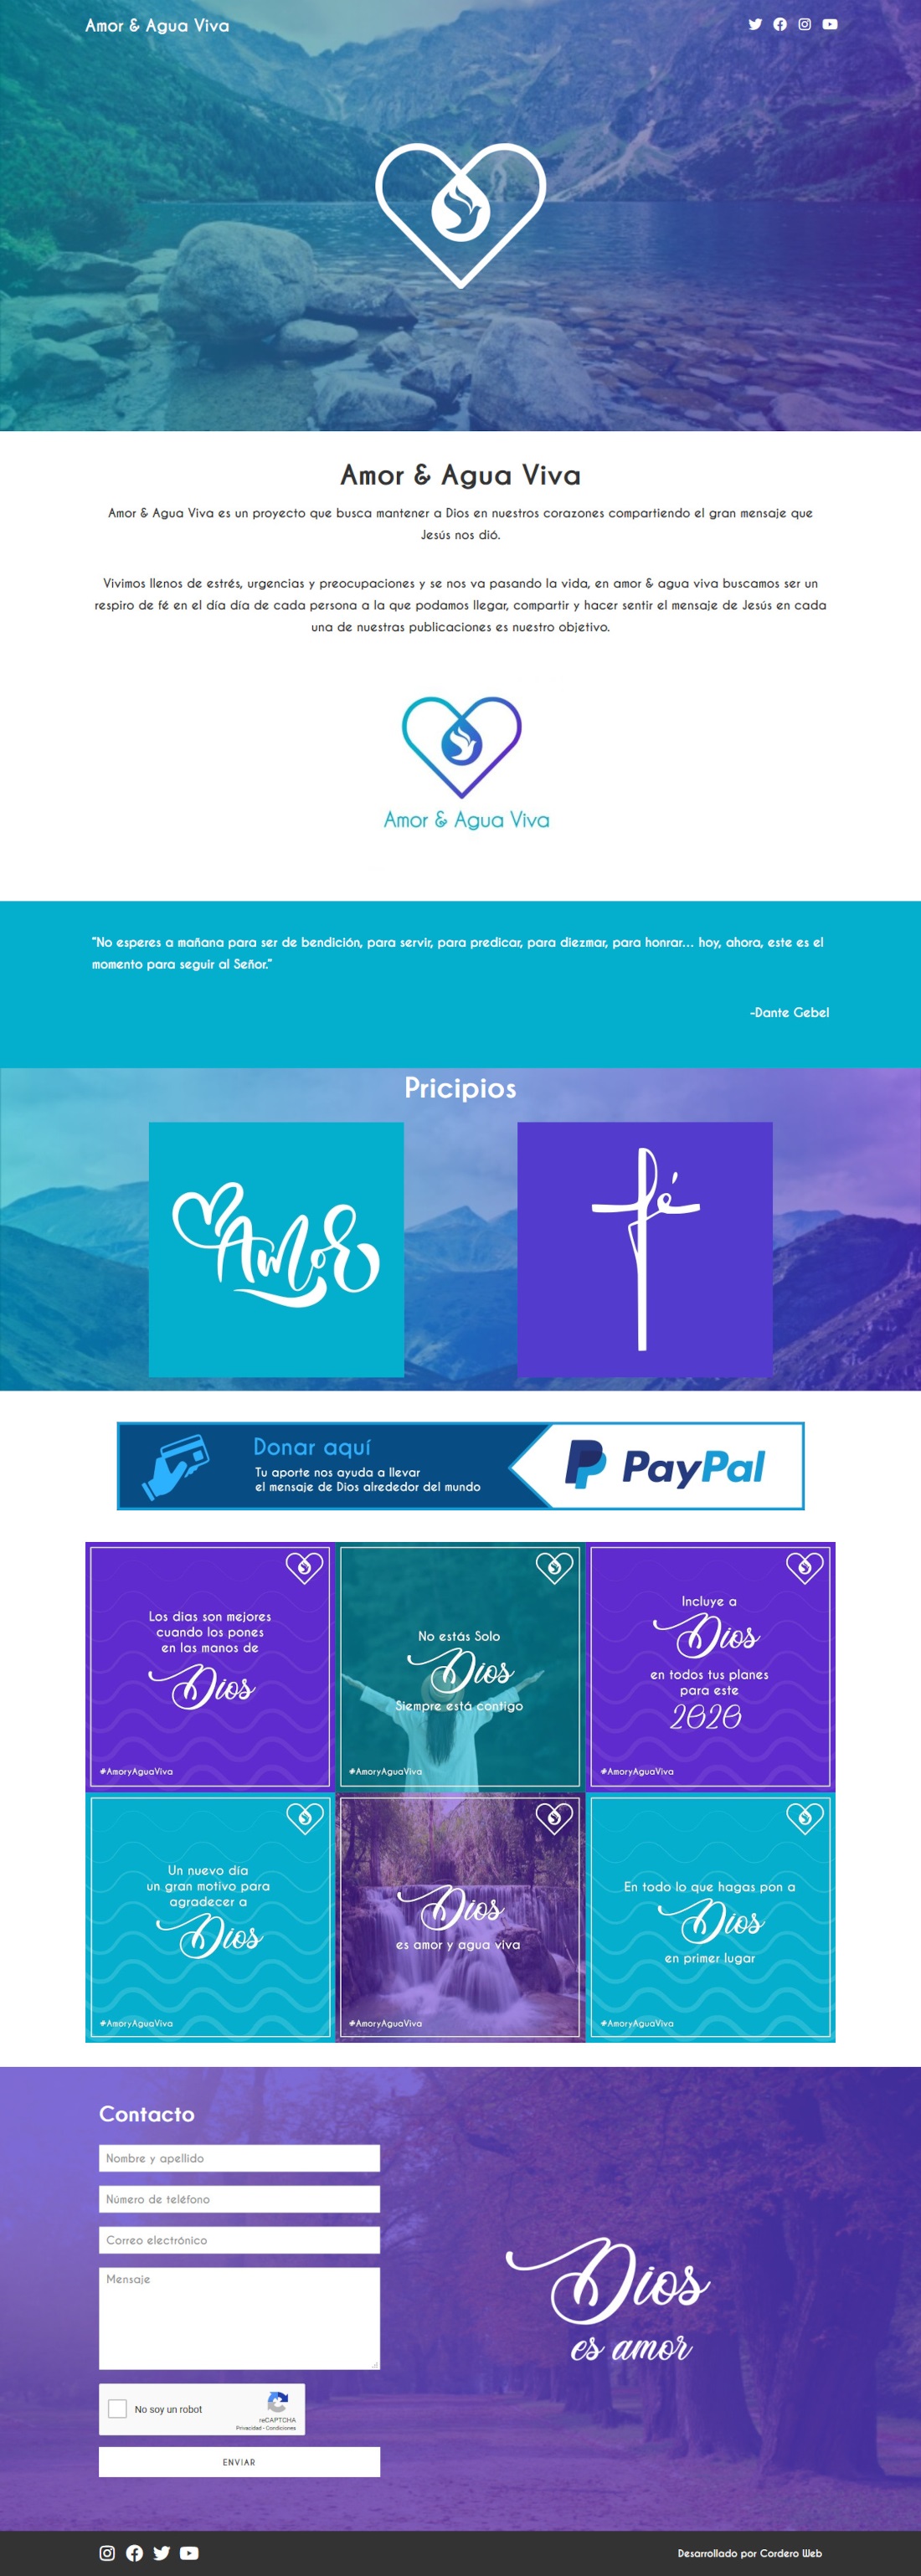 Amor & Agua Viva
Amor & Agua Viva
Amor & Agua Viva es un proyecto que busca mantener a Dios en nuestros corazones compartiendo el gran mensaje que
Jesús nos dió.
Vivimos llenos de estrés, urgencias y preocupaciones y se nos va pasando la vida, en amor & agua viva buscamos ser un
respiro de fé en el día día de cada persona a la que podamos llegar, compartir y hacer sentir el mensaje de Jesús en cada
una de nuestras publicaciones es nuestro objetivo.
Amor & Agua Viva
"No esperes a mañana para ser de bendición, para servir, para predicar, para diezmar, para honrar... hoy, ahora, este es el
momento para seguir al Señor."
-Dante Gebel
Pricipios
Amor
fé
Donar aquí
Tu aporte nos ayuda a llevar
el mensaje de Dios alrededor del mundo
PayPal
Los dias son mejores
cuando los pones
en las manos de
Dios
#AmoryAguaViva
No estás Solo
Dios
Siempre está contigo
#AmoryAguaViva
Incluye a
Dios
en todos tus planes
para este
2020
#AmoryAguaViva
Un nuevo día
un gran motivo para
agradecer a
Dios
#AmoryAguaViva
Dios
es amor y agua viva
#AmoryAguaViva
En todo lo que hagas pon a
Dios
en primer lugar
#AmoryAguaViva
Contacto
Nombre y apellido
Número de teléfono
Correo electrónico
Mensaje
No soy un robot
reCAPTCHA
Privacidad - Condiciones
ENVIAR
Dios
es amor
Desarrollado por Cordero Web